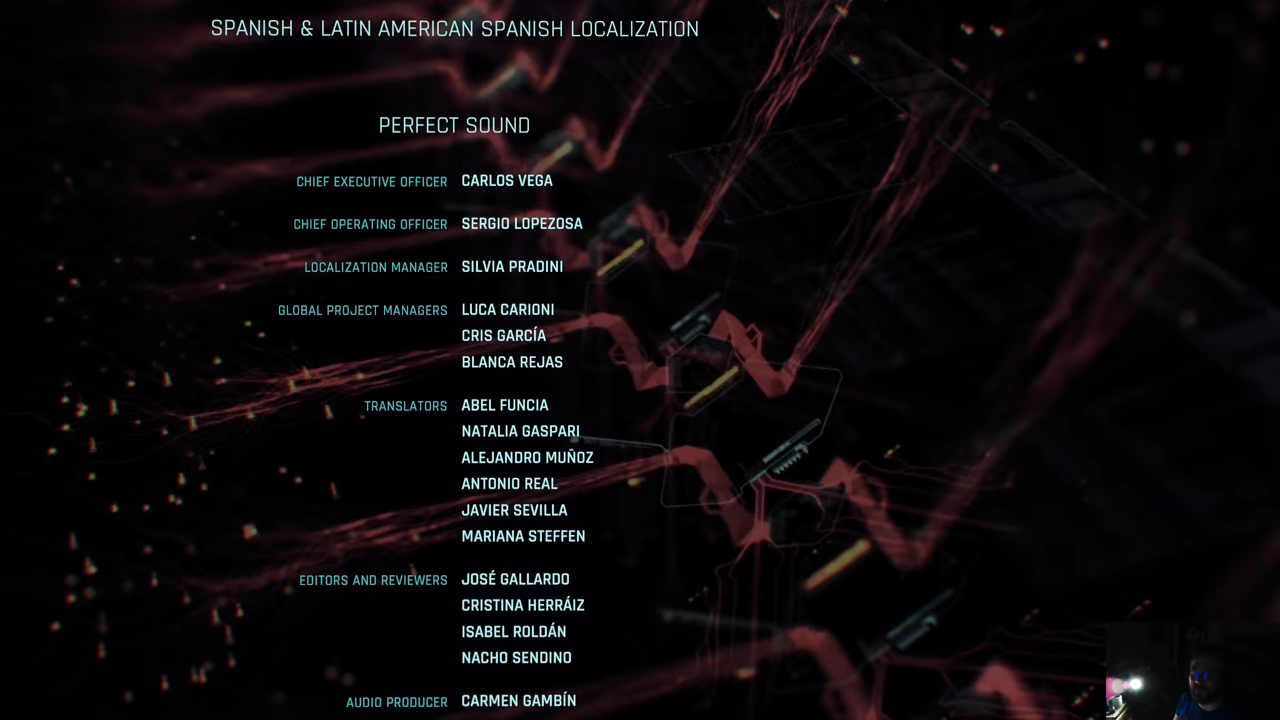 SPANISH & LATIN AMERICAN SPANISH LOCALIZATION
PERFECT SOUND
CHIEF EXECUTIVE OFFICER CARLOS VEGA
CHIEF OPERATING OFFICER SERGIO LOPEZOSA
LOCALIZATION MANAGER SILVIA PRADINI
GLOBAL PROJECT MANAGERS LUCA CARIONI
CRIS GARCÍA
BLANCA REJAS
TRANSLATORS ABEL FUNCIA
NATALIA GASPARI
ALEJANDRO MUÑOZ
ANTONIO REAL
JAVIER SEVILLA
MARIANA STEFFEN
EDITORS AND REVIEWERS JOSÉ GALLARDO
CRISTINA HERRÁIZ
ISABEL ROLDÁN
NACHO SENDINO
AUDIO PRODUCER CARMEN GAMBÍN